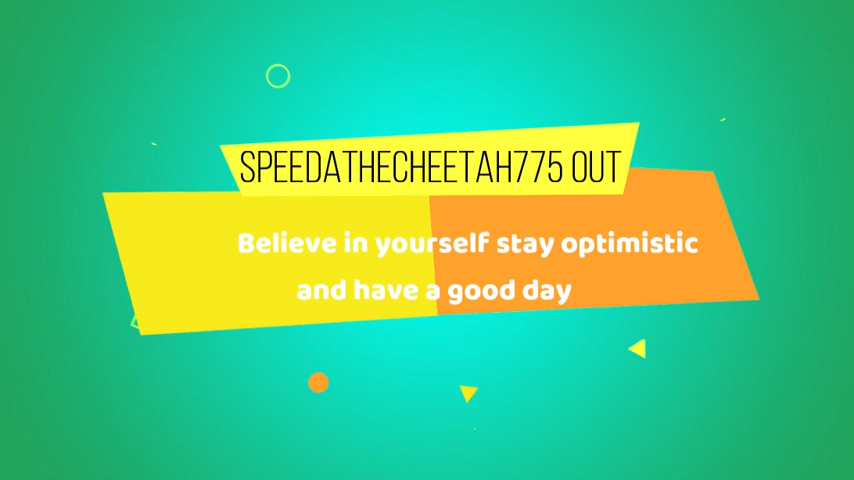 SPEEDATHECHEETAH775 OUT
Believe in yourself stay optimistic
and have a good day